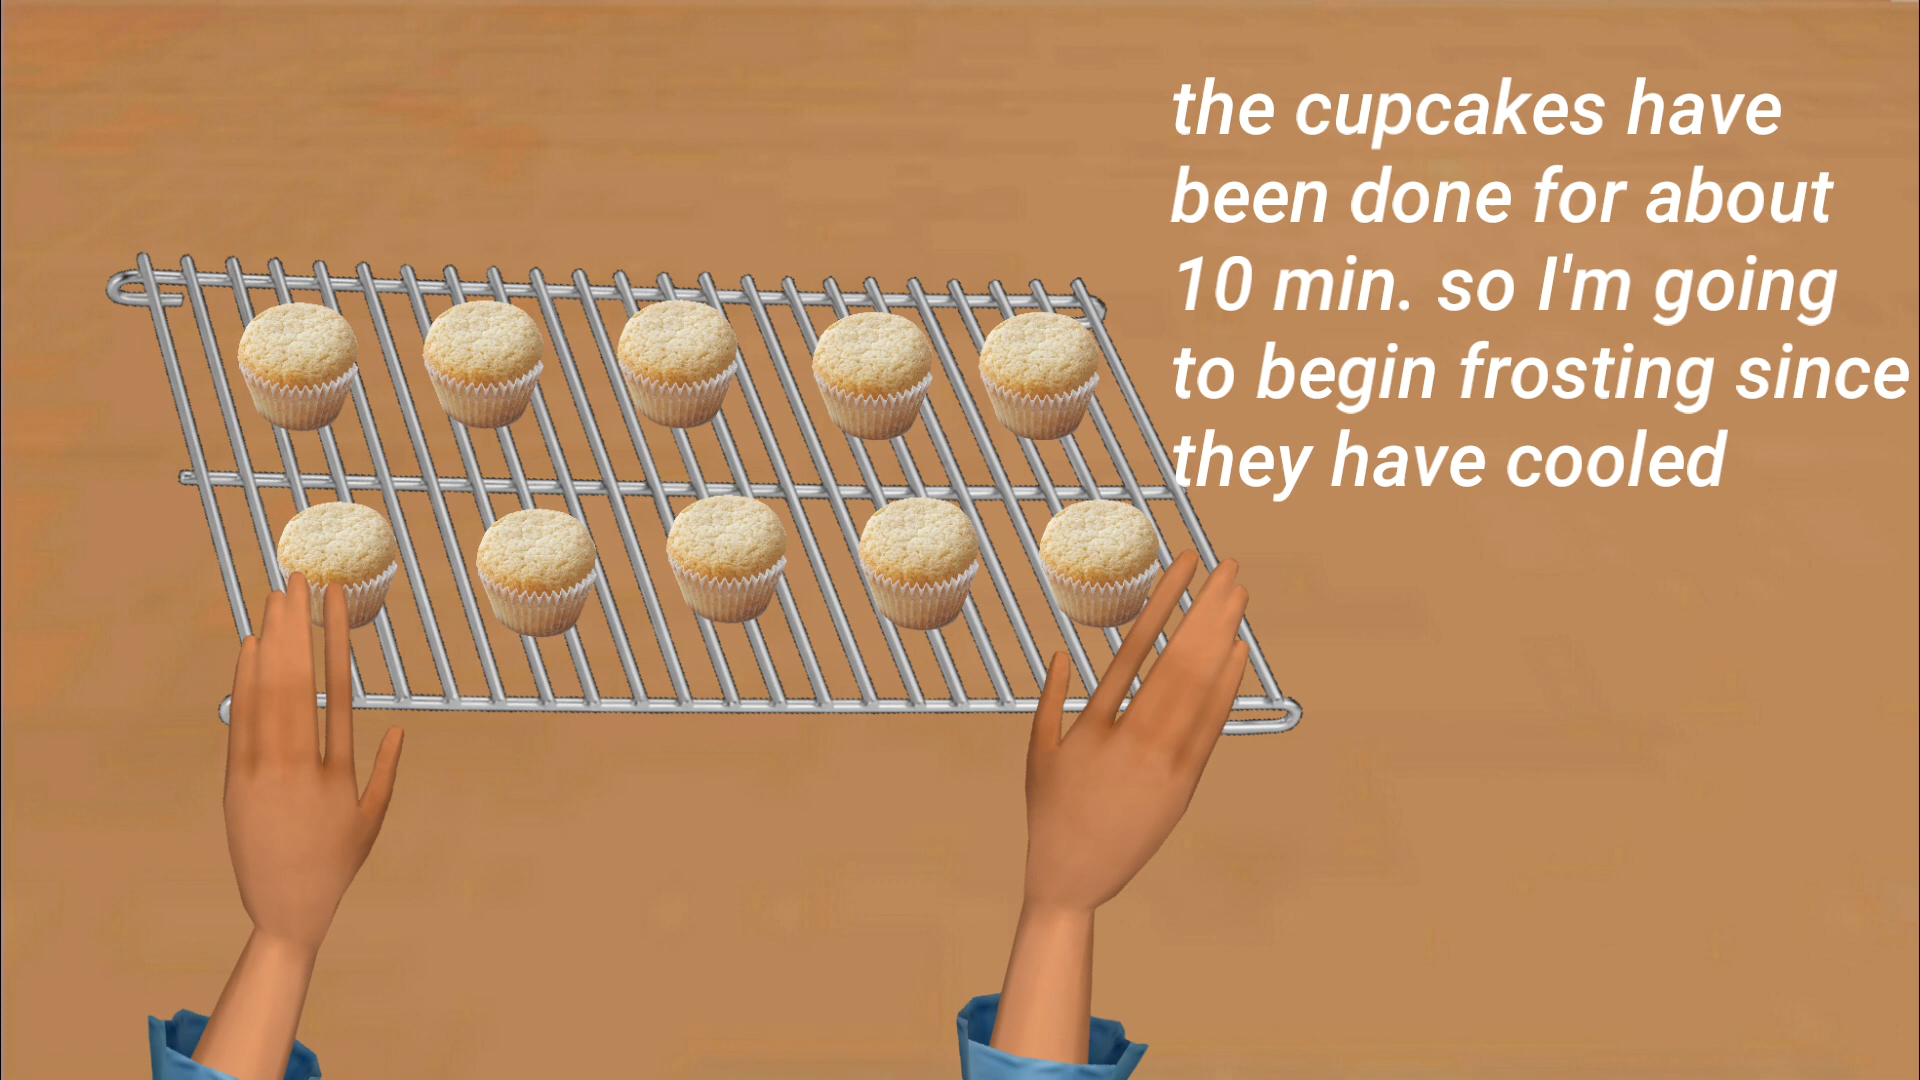 the cupcakes have
been done for about
10 min. so I'm going
to begin frosting since
they have cooled